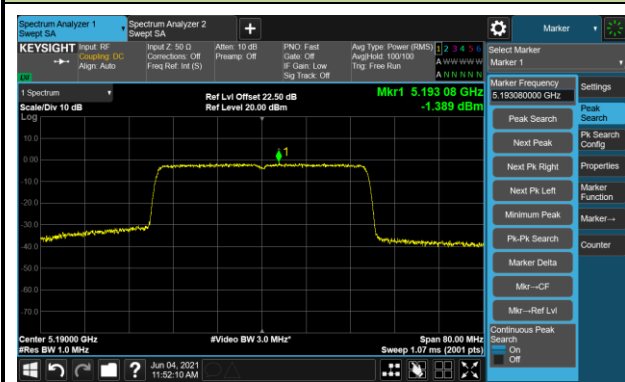 Spectrum Analyzer 1
Swept SA
Spectrum Analyzer 2
Swept SA
+
Marker
KEYSIGHT
Input: RF
Coupling: DC
Align: Auto
Input Z: 50 Ω
Corrections: Off
Freq Ref: Int (S)
Atten: 10 dB
Preamp: Off
PNO: Fast
Gate: Off
IF Gain: Low
Sig Track: Off
Avg Type: Power (RMS)
Avg|Hold: 100/100
Trig: Free Run
1 2 3 4 5 6
A W W W W W
A N N N N N
Select Marker
Marker 1
1 Spectrum
Scale/Div 10 dB
Log
Ref Lvl Offset 22.50 dB
Ref Level 20.00 dBm
Mkr1 5.193 08 GHz
-1.389 dBm
10.0
0.00
-10.0
-20.0
-30.0
-40.0
-50.0
-60.0
-70.0
1
Center 5.19000 GHz
#Res BW 1.0 MHz
#Video BW 3.0 MHz*
Span 80.00 MHz
Sweep 1.07 ms (2001 pts)
Marker Frequency
5.193080000 GHz
Peak Search
Next Peak
Next Pk Right
Next Pk Left
Minimum Peak
Pk-Pk Search
Marker Delta
Mkr→CF
Mkr→Ref Lvl
Continuous Peak
Search
On
Off
Settings
Peak
Search
Pk Search
Config
Properties
Marker
Function
Marker→
Counter
?
Jun 04, 2021
11:52:10 AM